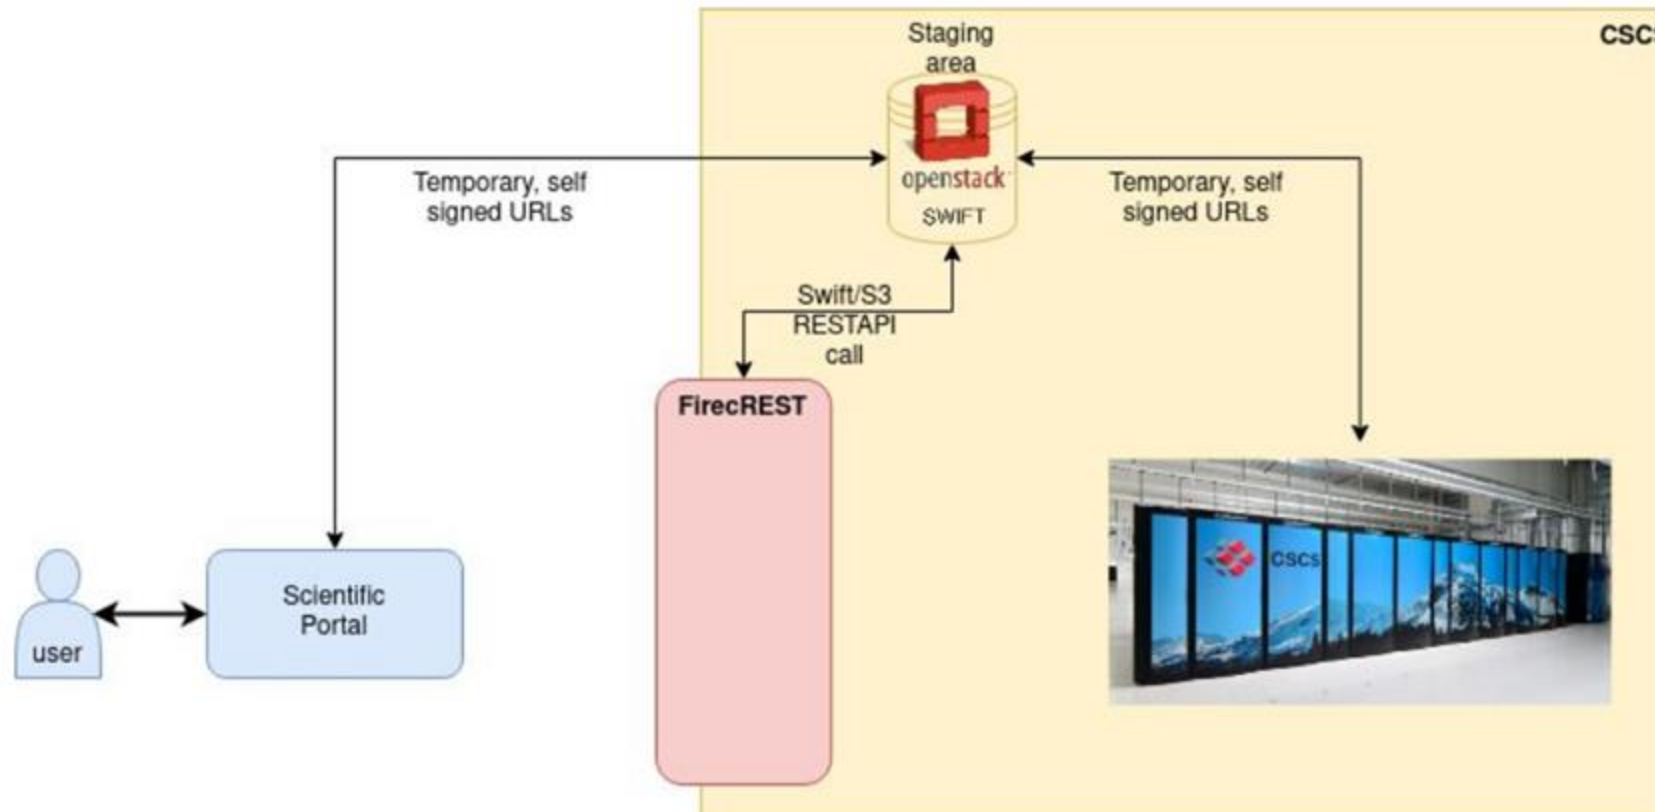 Staging
area
CSCS
openstack
SWIFT
Temporary, self
signed URLs
Temporary, self
signed URLs
Swift/S3
RESTAPI
call
FirecREST
CSCS
Scientific
Portal
user